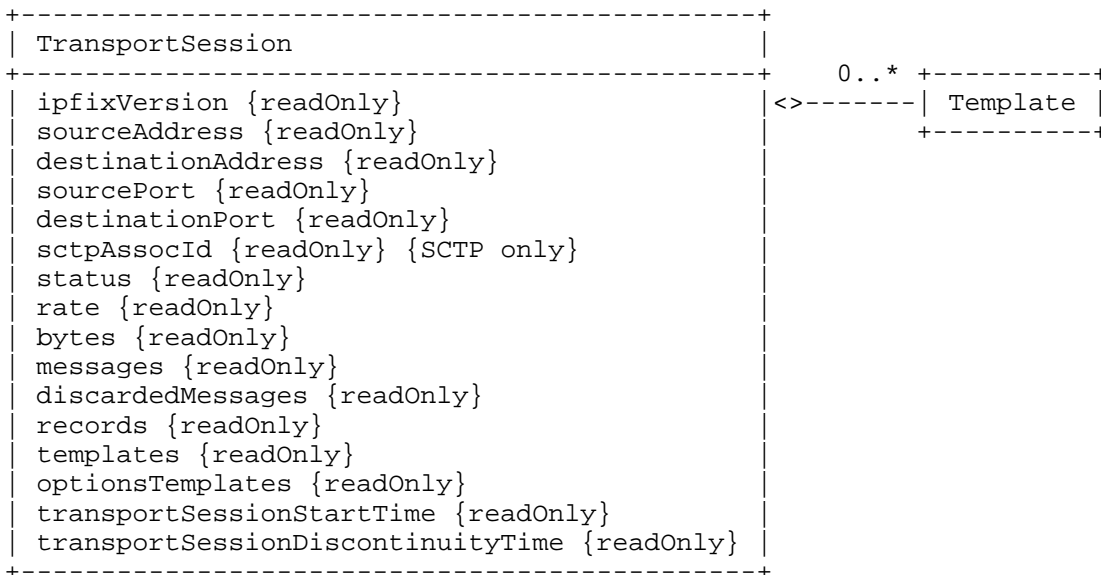 TransportSession
0..*
ipfixVersion {readOnly}
<>-------| Template |
sourceAddress {readOnly}
destinationAddress {readOnly}
sourcePort {readOnly}
destinationPort {readOnly}
sctpAssocId {readOnly} {SCTP only}
status {readOnly}
rate {readOnly}
bytes {readOnly}
messages {readOnly}
discardedMessages {readOnly}
records {readOnly}
templates {readOnly}
optionsTemplates {readOnly}
transportSessionStartTime {readOnly}
transportSessionDiscontinuityTime {readOnly}